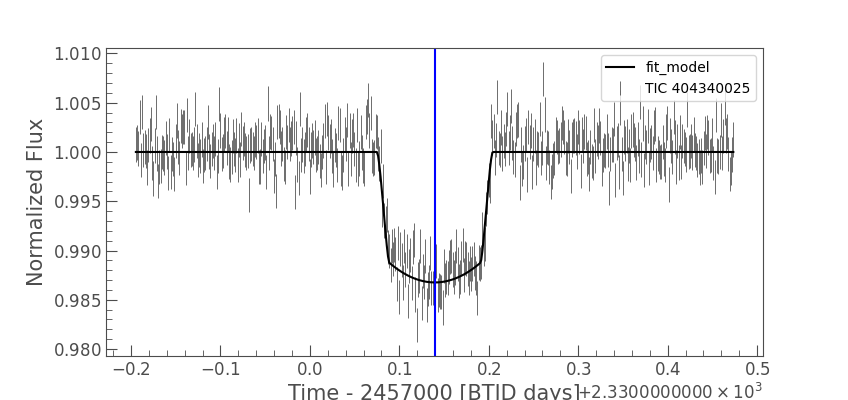 1.010
1.005
1.000
0.995
0.990
0.985
0.980
Normalized Flux
fit_model
TIC 404340025
−0.2 −0.1 0.0 0.1 0.2 0.3 0.4 0.5
Time - 2457000 [BTJD days]
+2.3300000000 × 10³